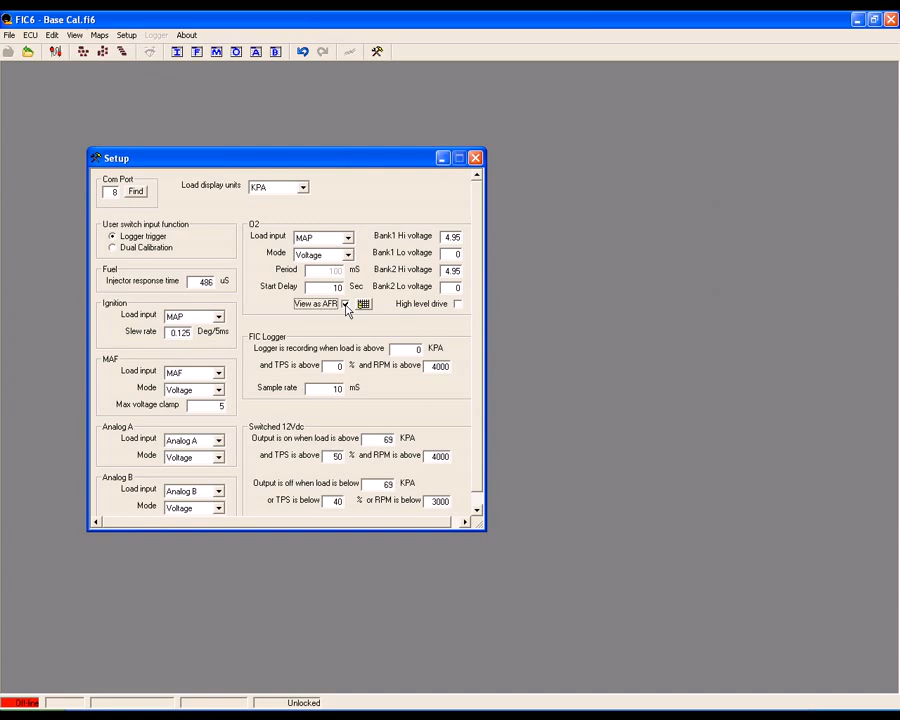 FIC6 - Base Cal.fi6
File ECU Edit View Maps Setup Logger About
I F M O A B
Setup
Com Port
8 Find
Load display units KPA
User switch input function
Logger trigger
Dual Calibration
Fuel
Injector response time 486 uS
Ignition
Load input MAP
Slew rate 0.125 Deg/5ms
MAF
Load input MAF
Mode Voltage
Max voltage clamp 5
Analog A
Load input Analog A
Mode Voltage
Analog B
Load input Analog B
Mode Voltage
O2
Load input MAP Bank1 Hi voltage 4.95
Mode Voltage Bank1 Lo voltage 0
Period 100 mS Bank2 Hi voltage 4.95
Start Delay 10 Sec Bank2 Lo voltage 0
View as AFR High level drive
FIC Logger
Logger is recording when load is above 0 KPA
and TPS is above 0 % and RPM is above 4000
Sample rate 10 mS
Switched 12Vdc
Output is on when load is above 69 KPA
and TPS is above 50 % and RPM is above 4000
Output is off when load is below 69 KPA
or TPS is below 40 % or RPM is below 3000
Off-line Unlocked